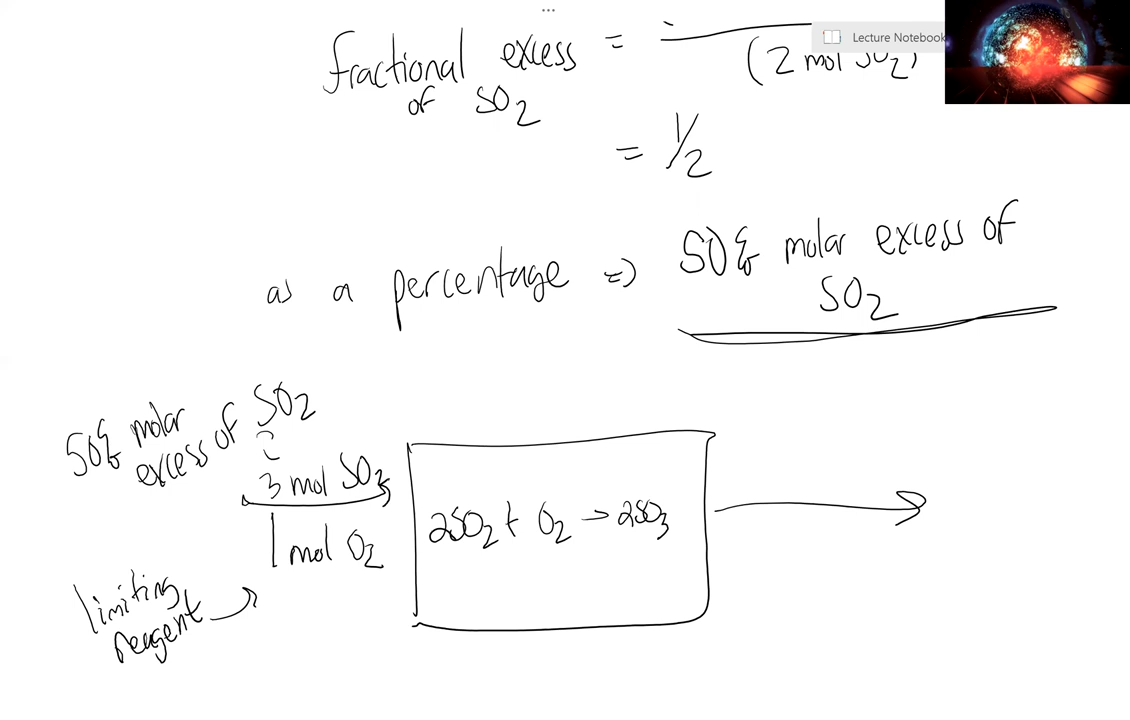 Lecture Notebook
fractional excess =
of SO2
(2 mol SO2)
= 1/2
as a percentage => 50% molar excess of
SO2
50% molar
excess of SO2
3 mol SO2
1 mol O2
2SO2 + O2 -> 2SO3
limiting
reagent